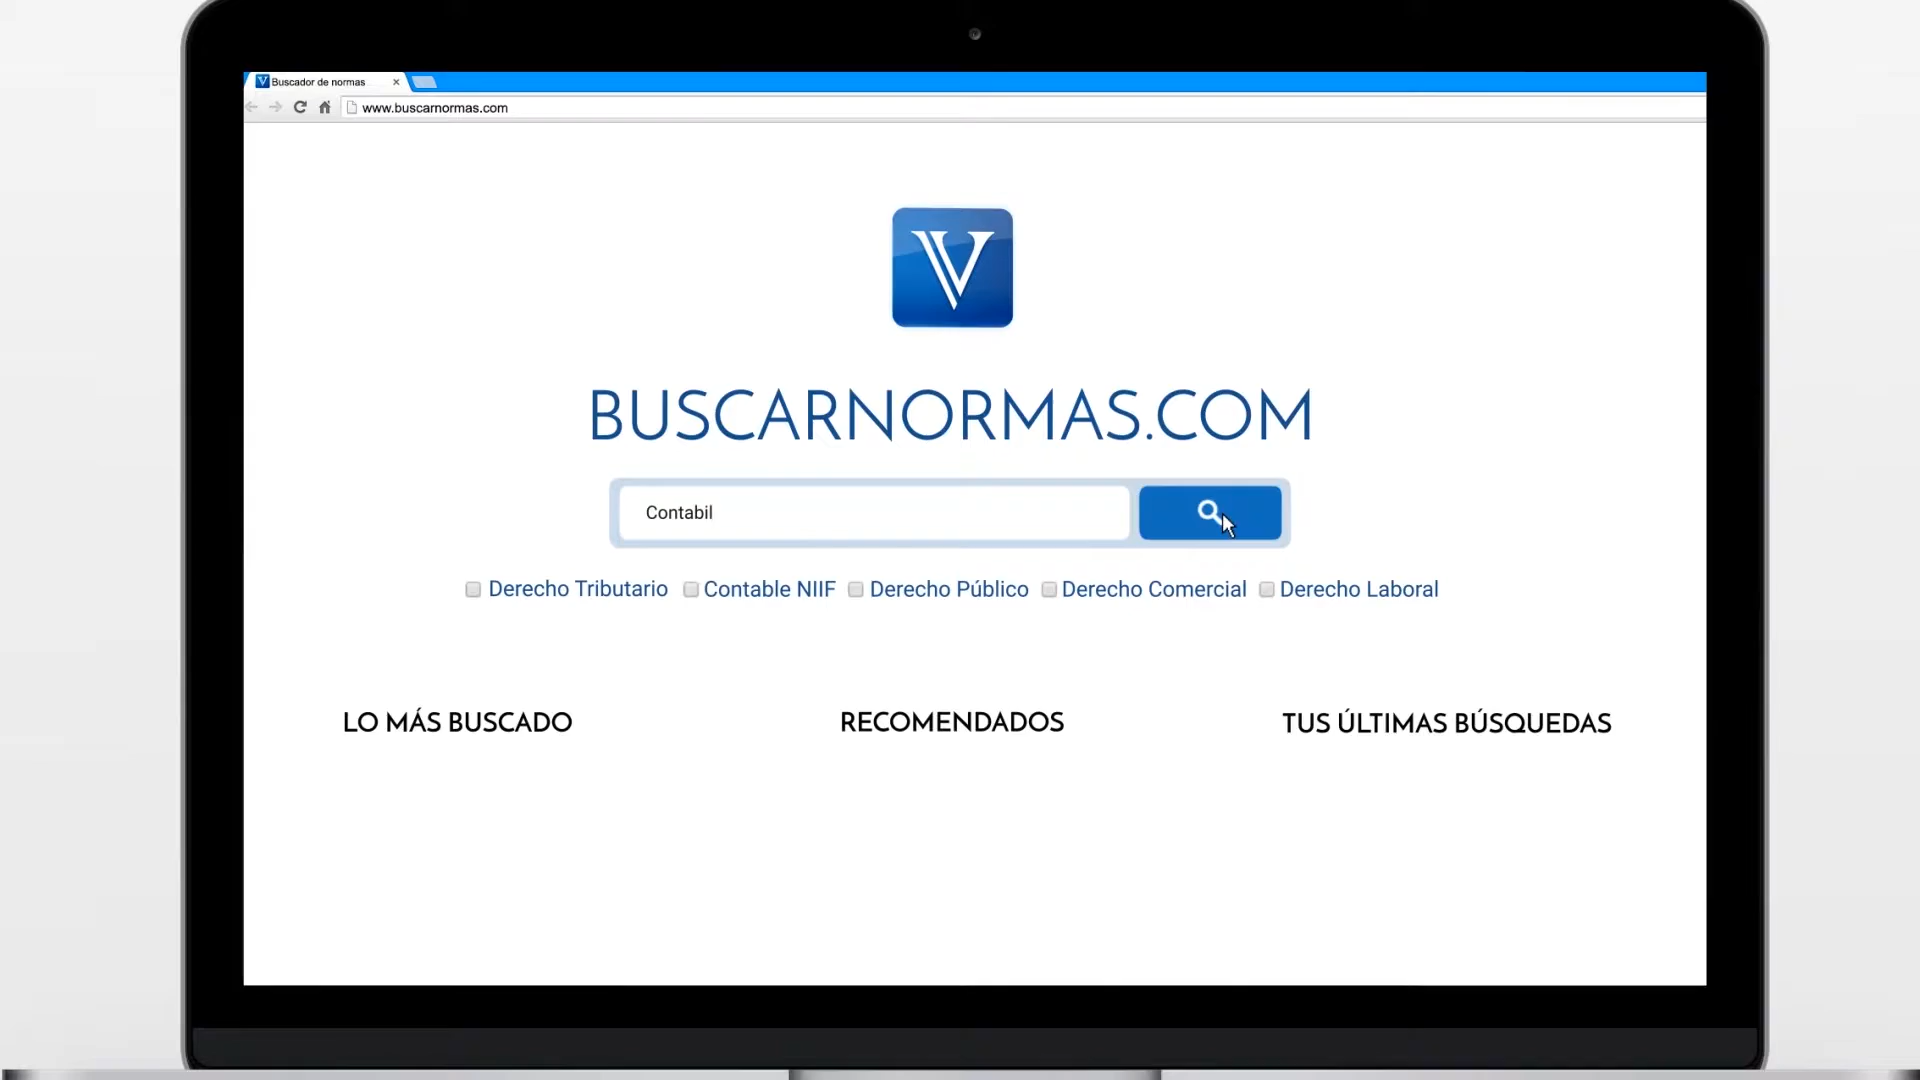 Buscador de normas
www.buscarnormas.com
V
BUSCARNORMAS.COM
Contabil
Derecho Tributario Contable NIIF Derecho Público Derecho Comercial Derecho Laboral
LO MÁS BUSCADO RECOMENDADOS TUS ÚLTIMAS BÚSQUEDAS